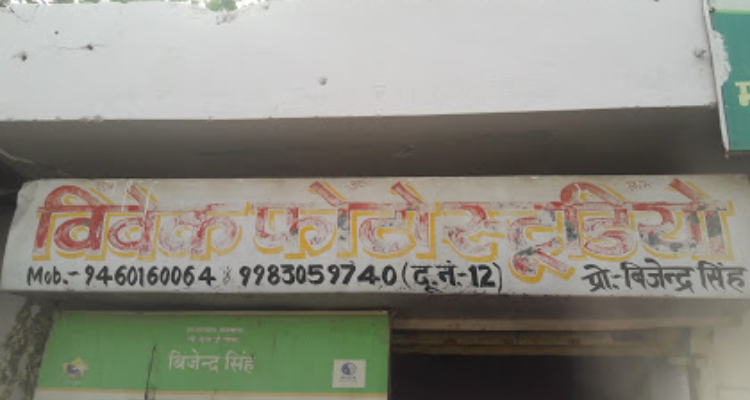 विवेक फोटो स्टूडियो
Mob.- 9460160064 9983059740 (दु.नं.-12) प्रो.- विजेन्द्र सिंह
बिजेन्द्र सिंह